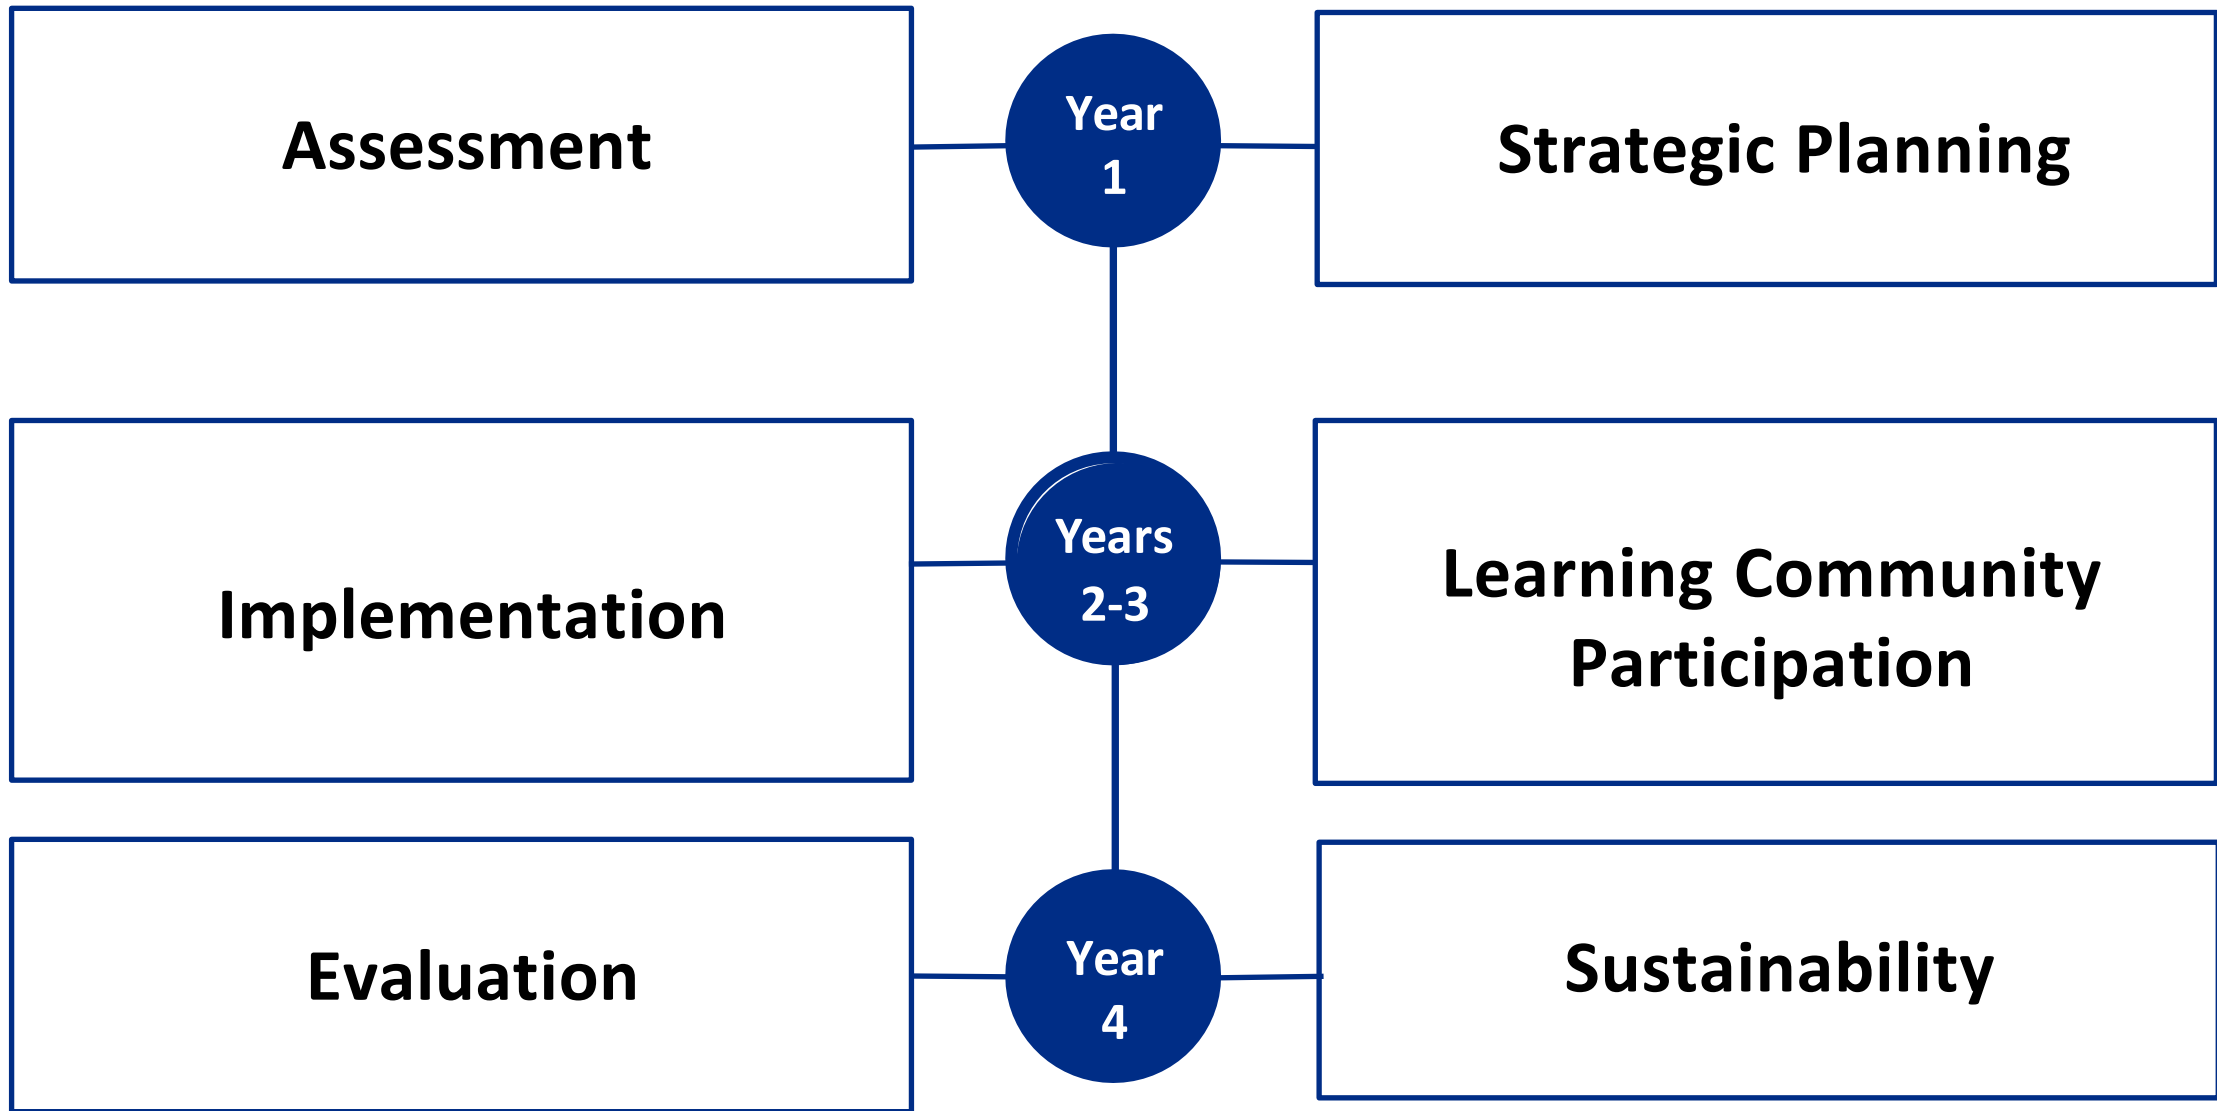 Assessment
Year
1
Strategic Planning
Implementation
Years
2-3
Learning Community
Participation
Evaluation
Year
4
Sustainability